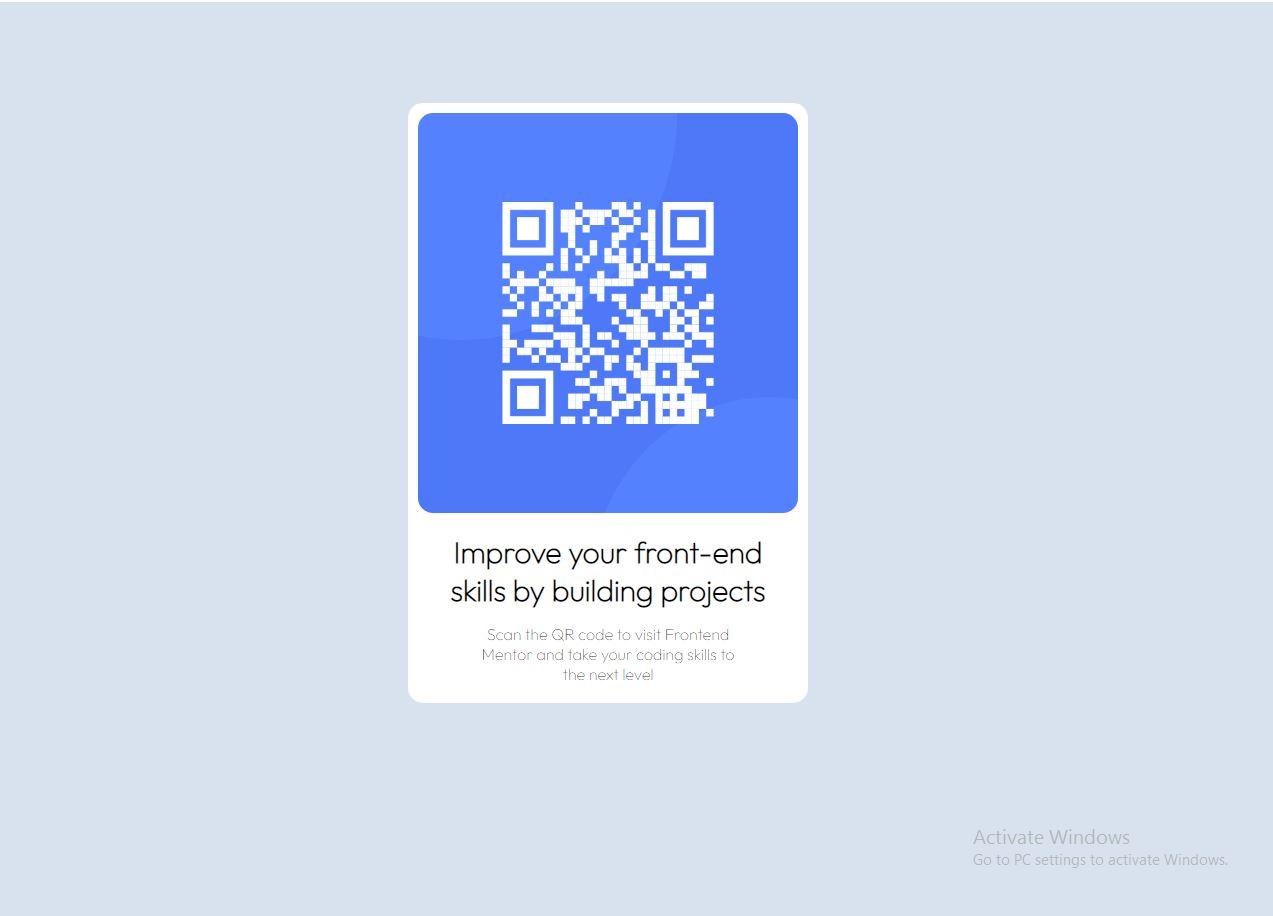 Improve your front-end
skills by building projects
Scan the QR code to visit Frontend
Mentor and take your coding skills to
the next level
Activate Windows
Go to PC settings to activate Windows.